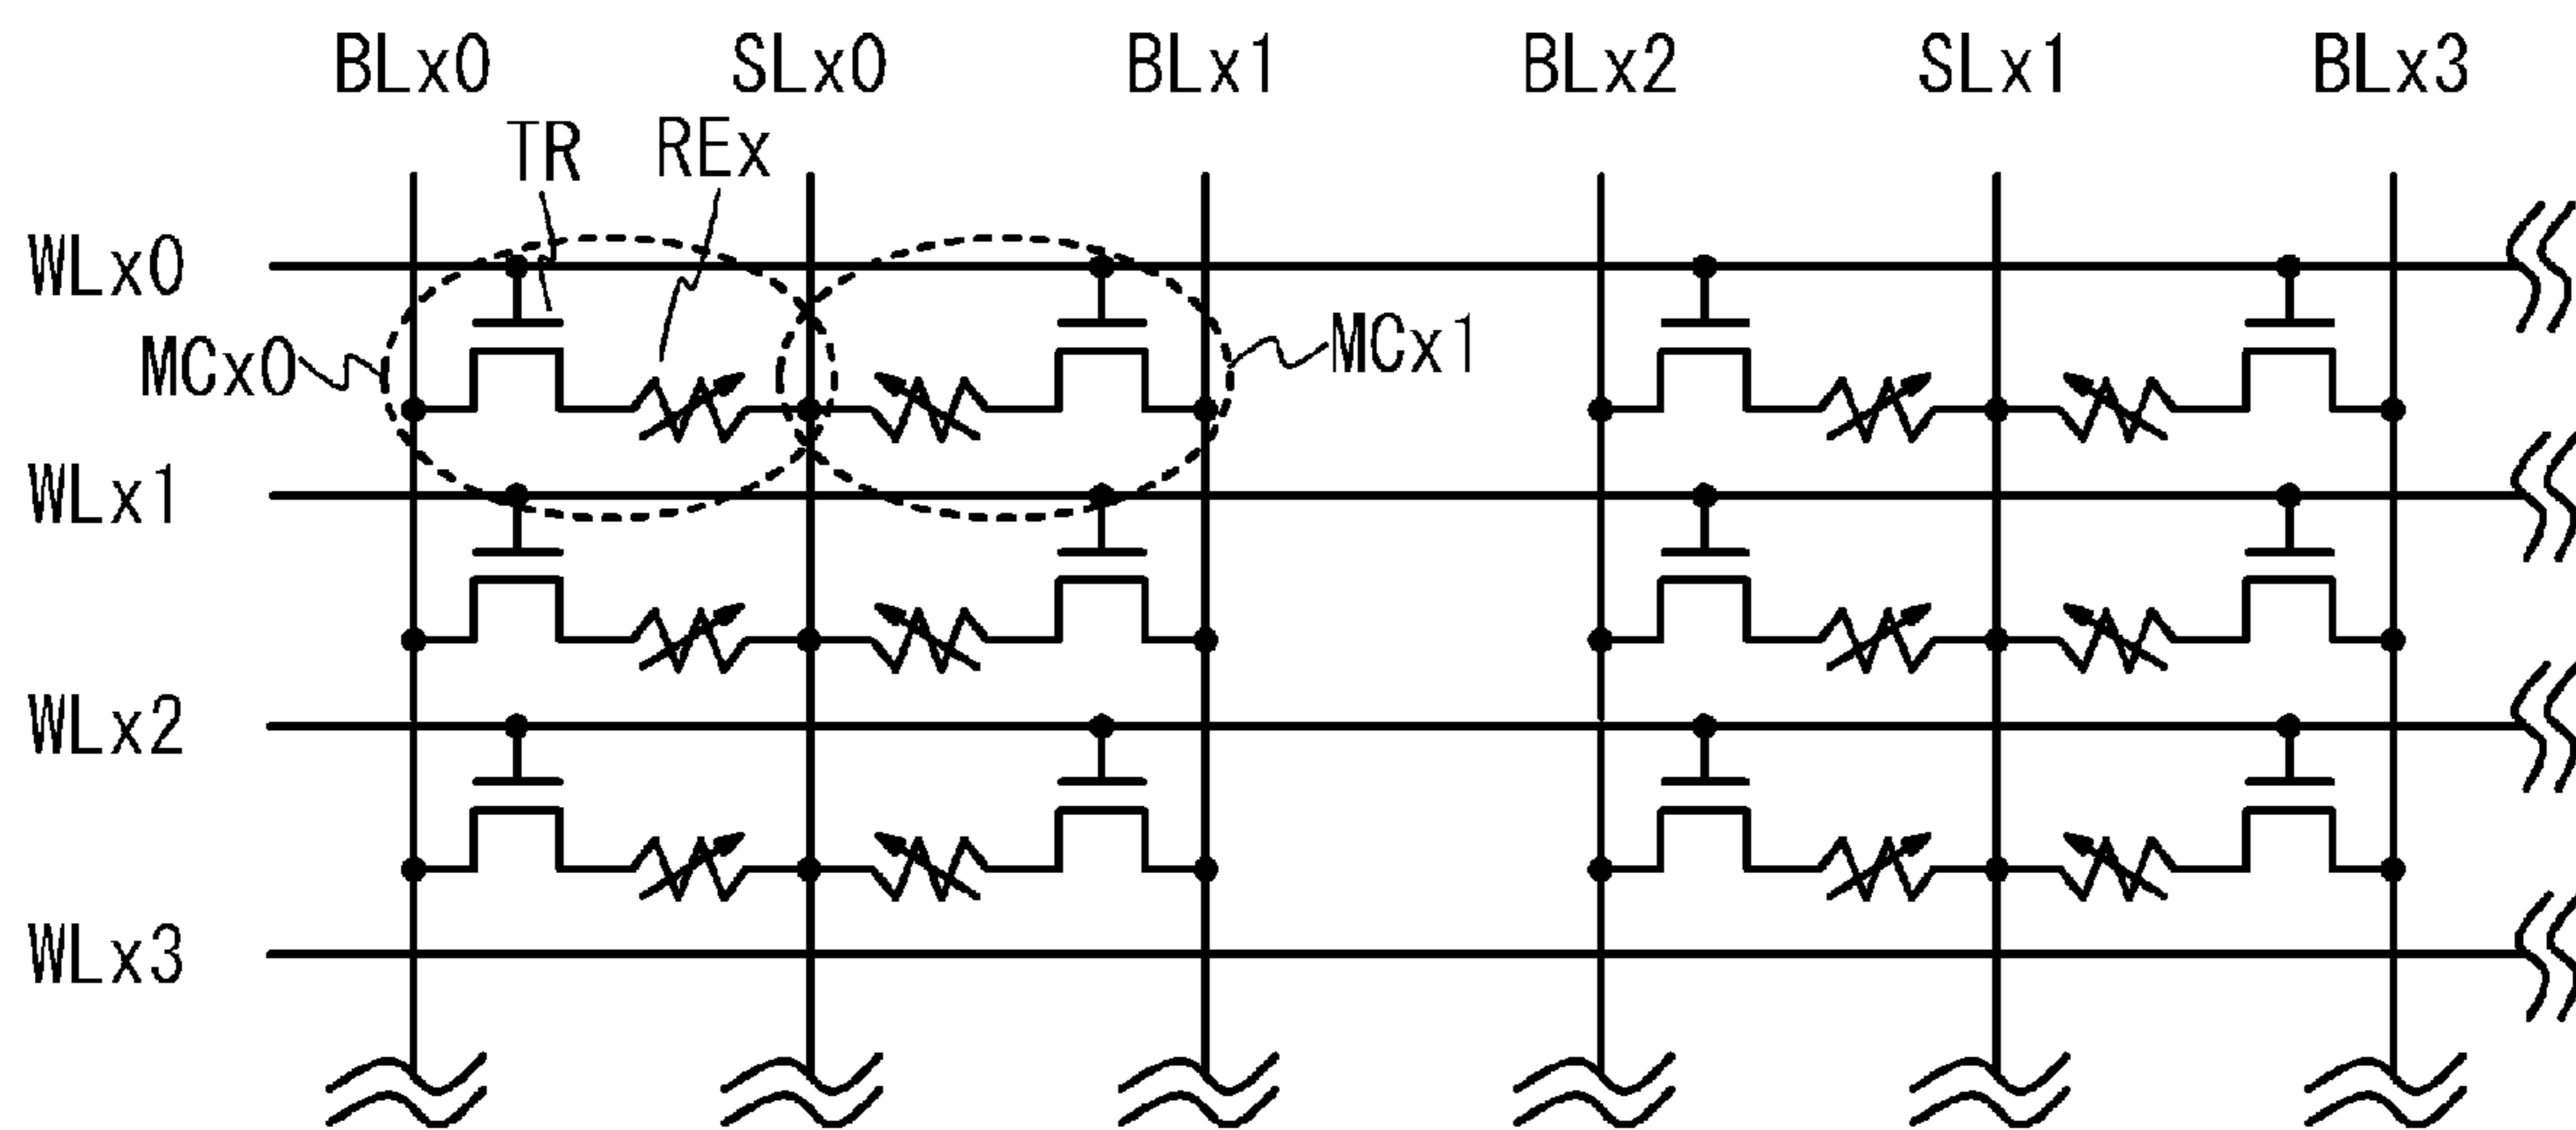 BLx0 SLx0 BLx1 BLx2 SLx1 BLx3
TR REx
WLx0
MCx0 MCx1
WLx1
WLx2
WLx3